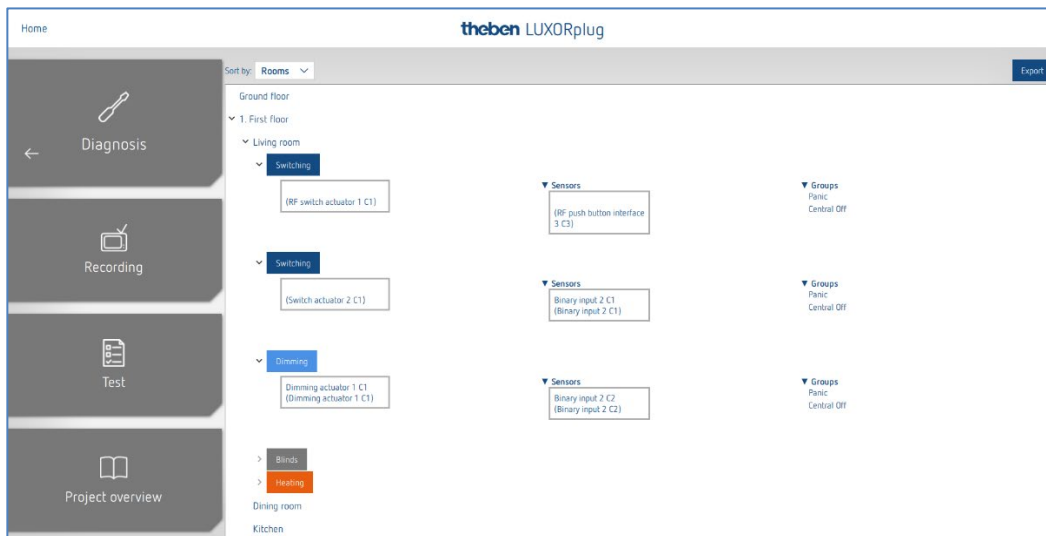 Home
theben LUXORplug
Sort by: Rooms
Export
Diagnosis
Recording
Test
Project overview
Ground floor
1. First floor
Living room
Switching
(RF switch actuator 1 C1)
Sensors
(RF push button interface
3 C3)
Groups
Panic
Central Off
Switching
(Switch actuator 2 C1)
Sensors
Binary input 2 C1
(Binary input 2 C1)
Groups
Panic
Central Off
Dimming
Dimming actuator 1 C1
(Dimming actuator 1 C1)
Sensors
Binary input 2 C2
(Binary input 2 C2)
Groups
Panic
Central Off
Blinds
Heating
Dining room
Kitchen